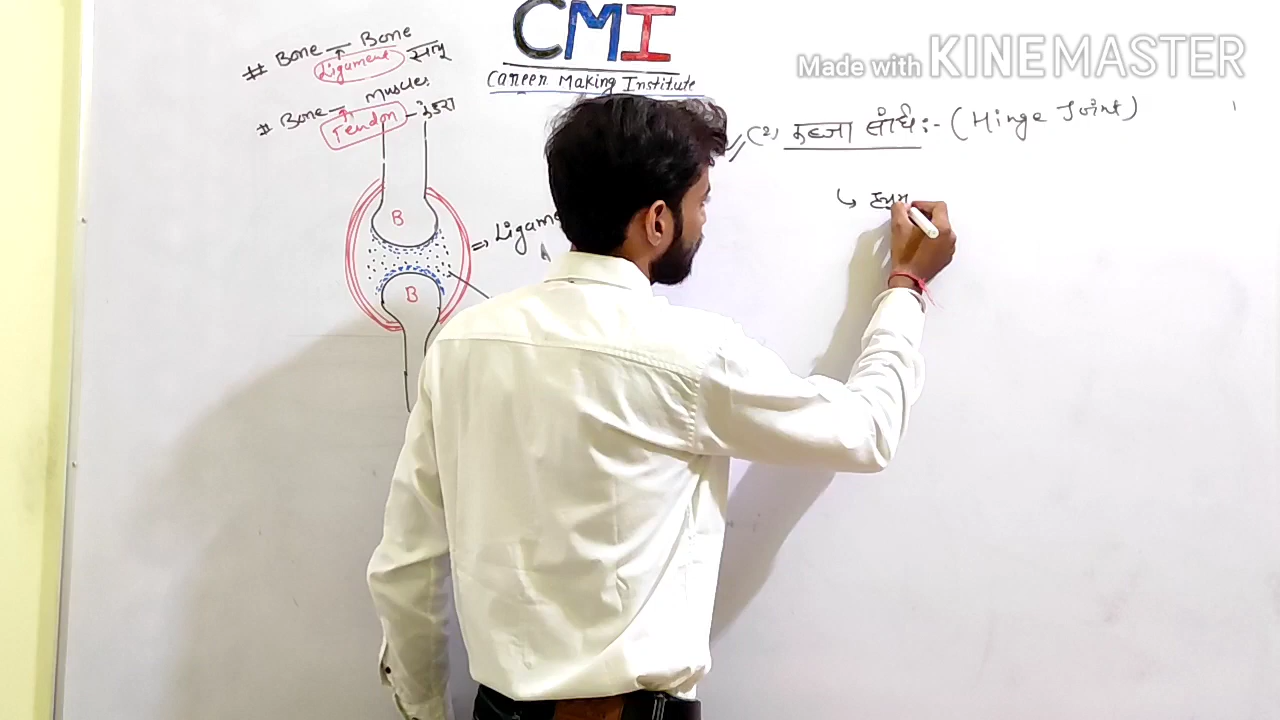 CMI
Career Making Institute
Made with KINEMASTER
# Bone → Bone
Ligament स्नायु
# Bone → Muscles
Tendon - कंडरा
B
B
⇒ Ligame
(2) कब्जा संधि :- (Hinge Joint)
↳